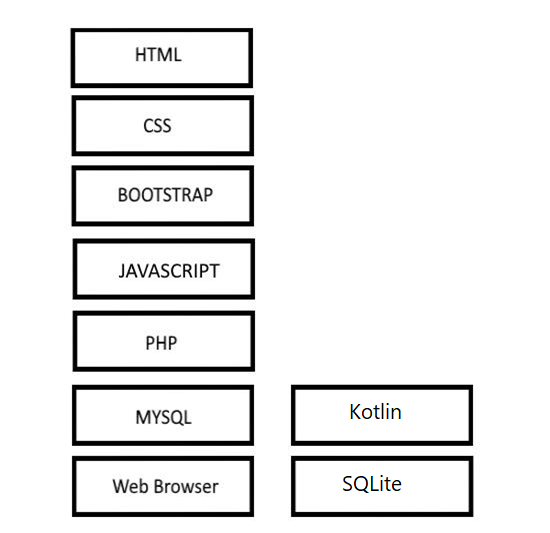 HTML
CSS
BOOTSTRAP
JAVASCRIPT
PHP
MYSQL
Kotlin
Web Browser
SQLite